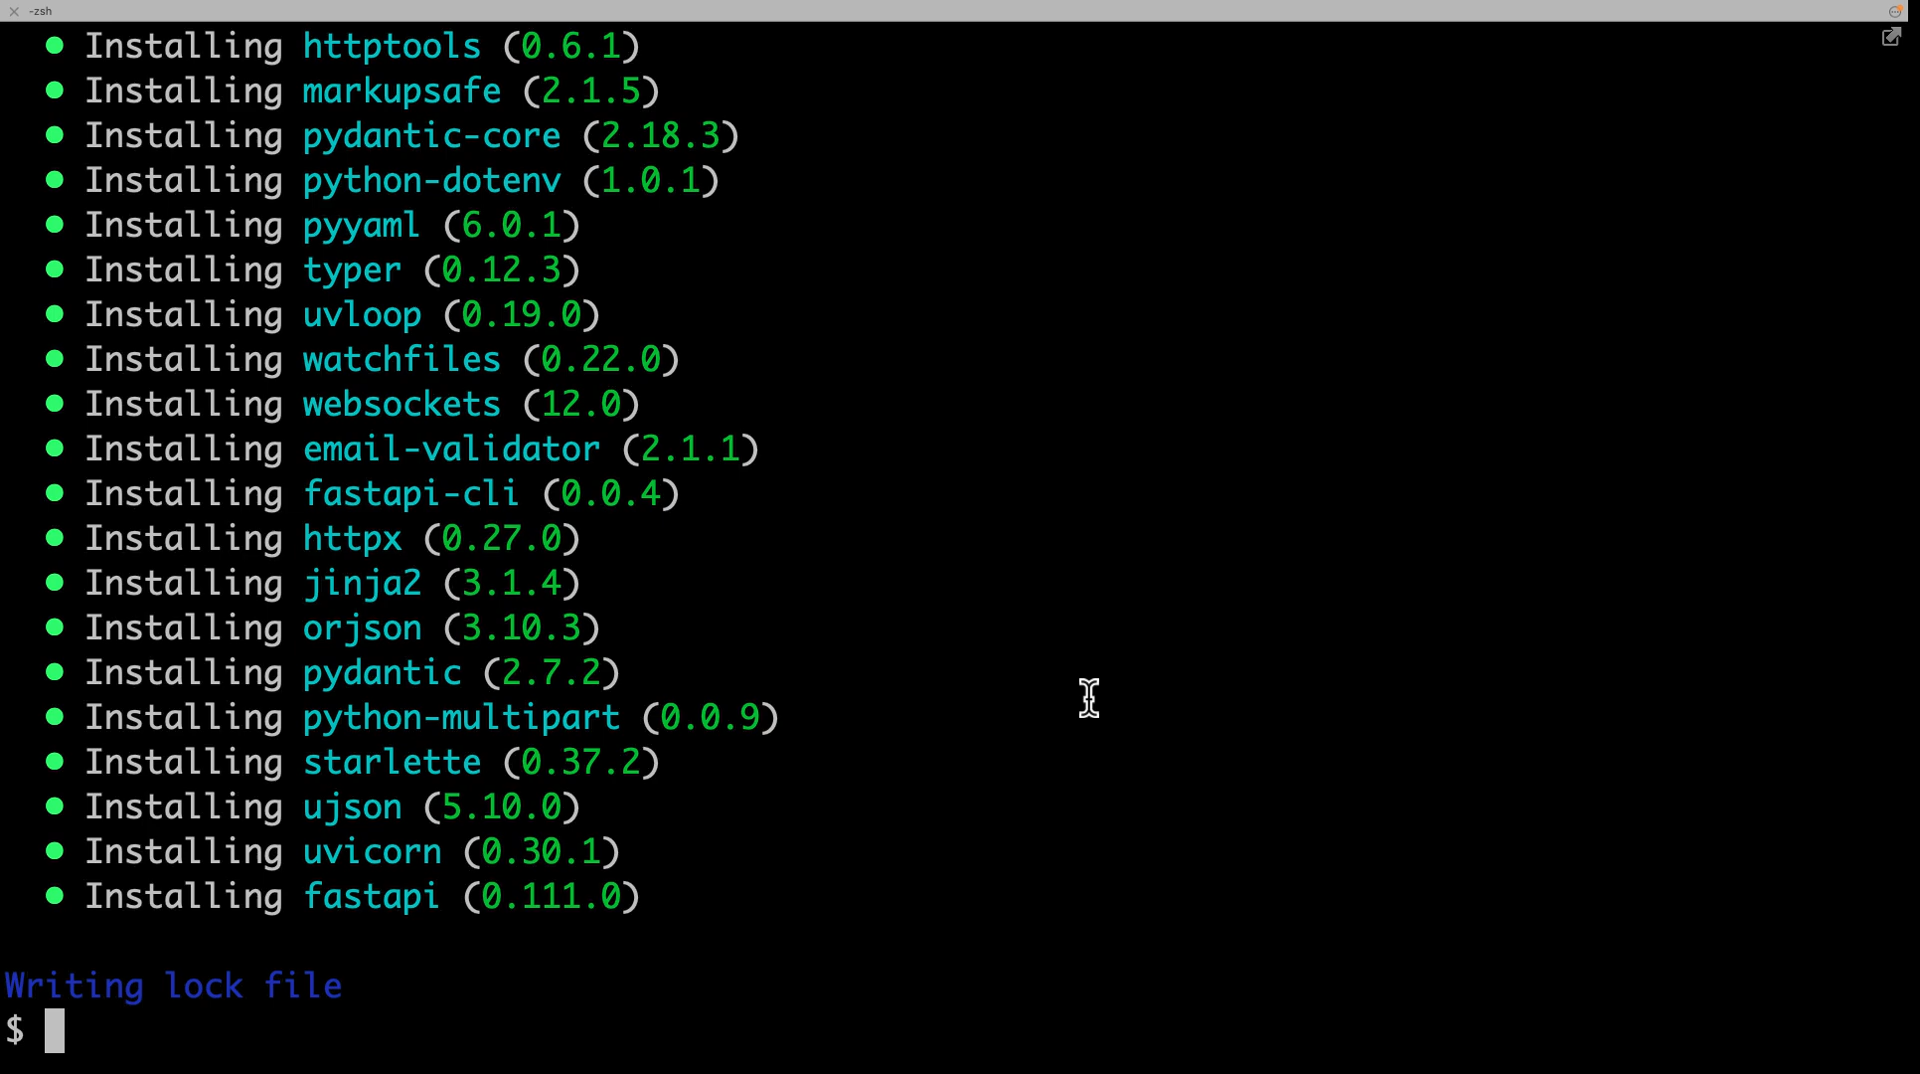 -zsh
Installing httptools (0.6.1)
Installing markupsafe (2.1.5)
Installing pydantic-core (2.18.3)
Installing python-dotenv (1.0.1)
Installing pyyaml (6.0.1)
Installing typer (0.12.3)
Installing uvloop (0.19.0)
Installing watchfiles (0.22.0)
Installing websockets (12.0)
Installing email-validator (2.1.1)
Installing fastapi-cli (0.0.4)
Installing httpx (0.27.0)
Installing jinja2 (3.1.4)
Installing orjson (3.10.3)
Installing pydantic (2.7.2)
Installing python-multipart (0.0.9)
Installing starlette (0.37.2)
Installing ujson (5.10.0)
Installing uvicorn (0.30.1)
Installing fastapi (0.111.0)
Writing lock file
$